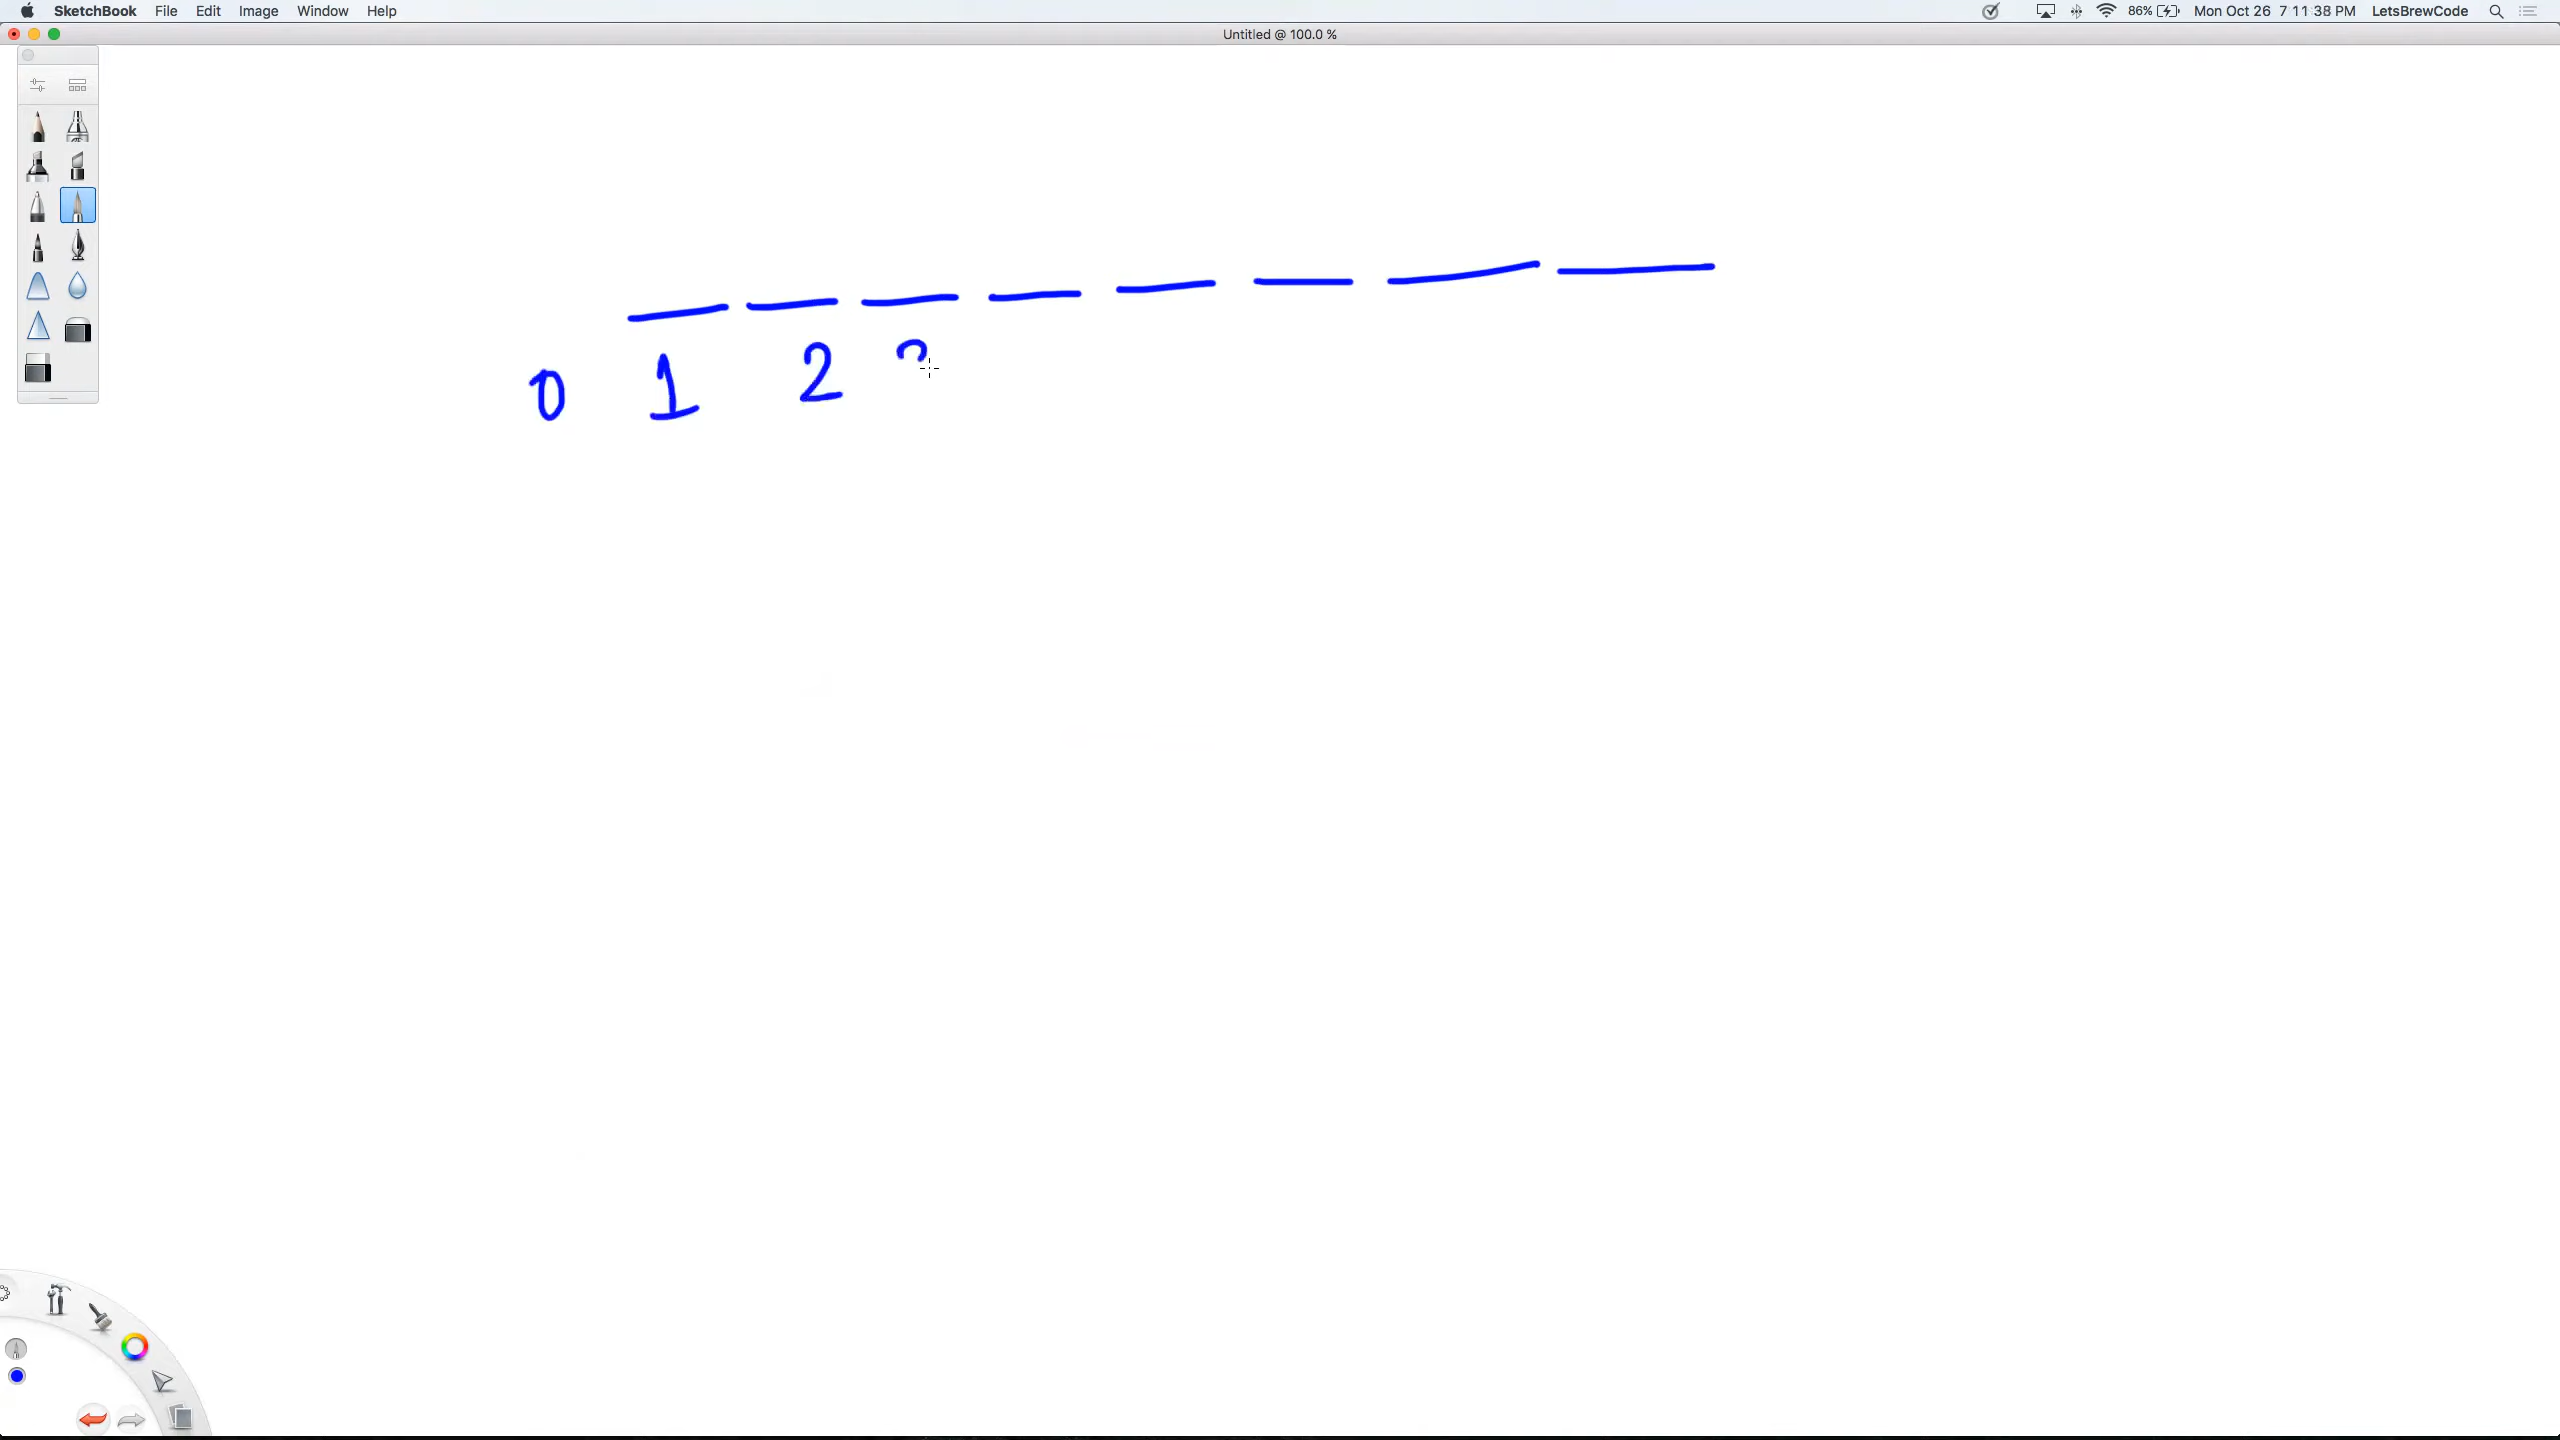 SketchBook File Edit Image Window Help 86% Mon Oct 26 7 11 38 PM LetsBrewCode
Untitled @ 100.0 %
0 1 2